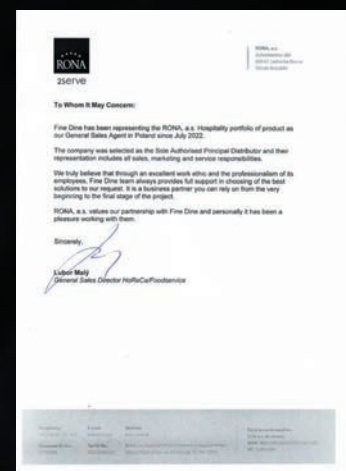 RONA
2serve
RONA, a.s.
To Whom It May Concern:
Fine Dine has been representing the RONA, a.s. Hospitality portfolio of product as
our General Sales Agent in Poland since July 2022.
The company was selected as the Sole Authorised Principal Distributor and their
representation includes all sales, marketing and service responsibilities.
We truly believe that through an excellent work ethic and the professionalism of its
employees, Fine Dine team always provides full support in choosing of the best
solutions to our request. It is a business partner you can rely on from the very
beginning to the final stage of the project.
RONA, a.s. values our partnership with Fine Dine and personally it has been a
pleasure working with them.
Sincerely,
Lubor Malý
General Sales Director HoReCa/Foodservice